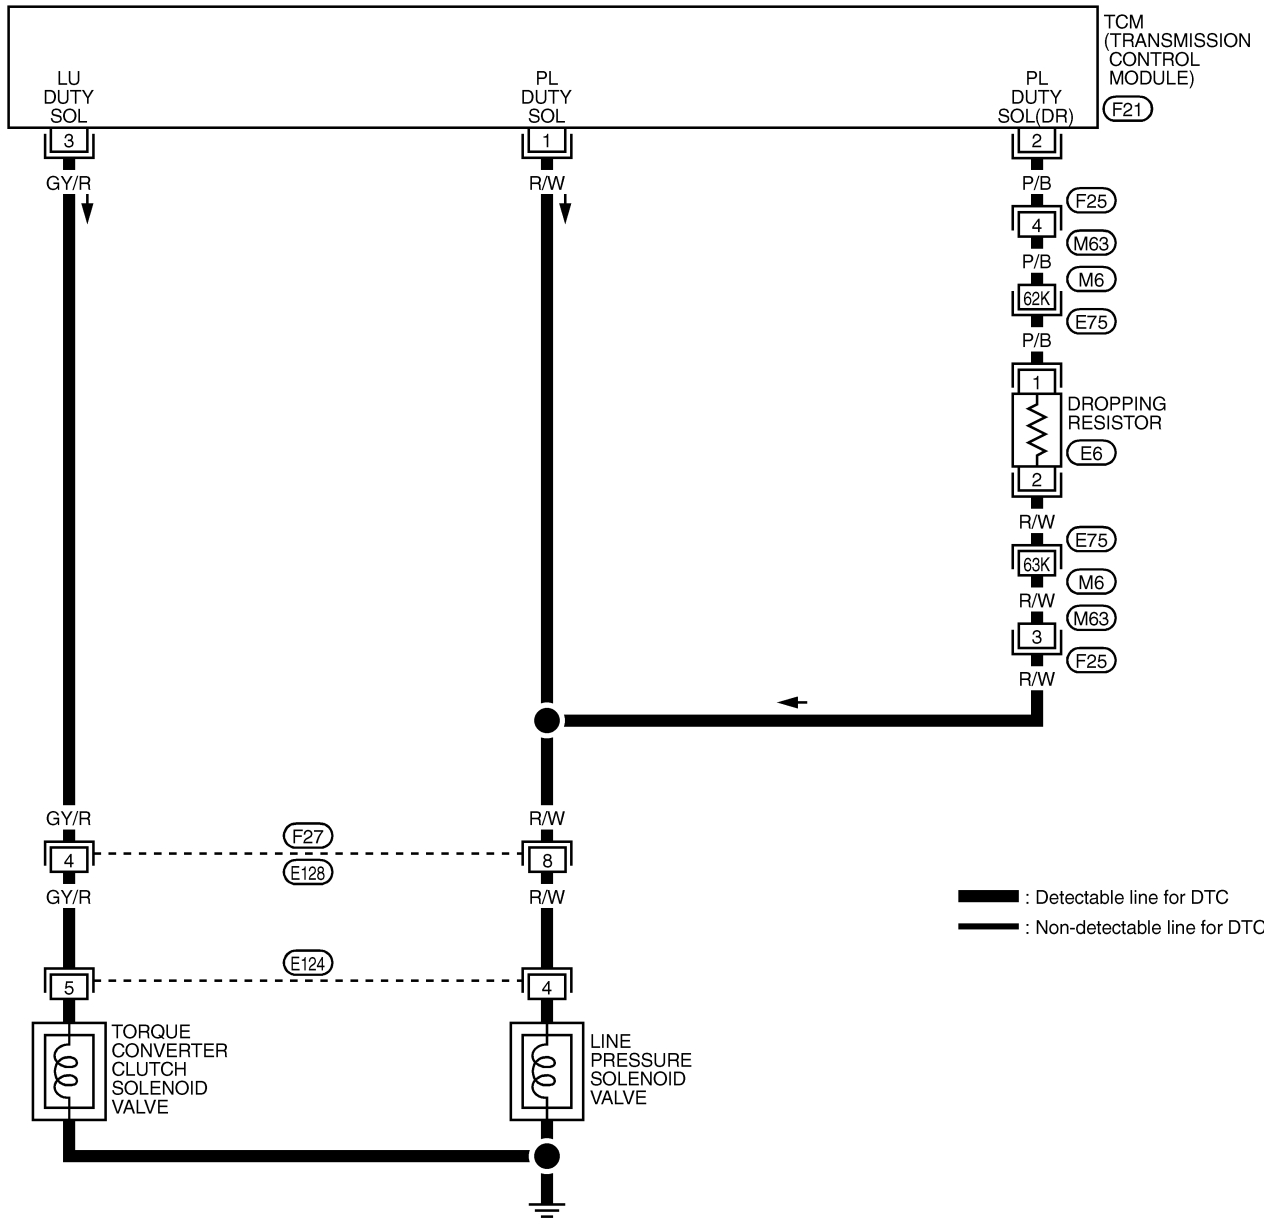 TCM
(TRANSMISSION
CONTROL
MODULE)
F21
LU
DUTY
SOL
PL
DUTY
SOL
PL
DUTY
SOL(DR)
3
1
2
GY/R
R/W
P/B
F25
4
M63
P/B
M6
62K
E75
P/B
1
DROPPING
RESISTOR
E6
2
R/W
E75
63K
M6
R/W
M63
3
F25
R/W
GY/R
R/W
F27
4
8
E128
GY/R
R/W
: Detectable line for DTC
: Non-detectable line for DTC
E124
5
4
TORQUE
CONVERTER
CLUTCH
SOLENOID
VALVE
LINE
PRESSURE
SOLENOID
VALVE